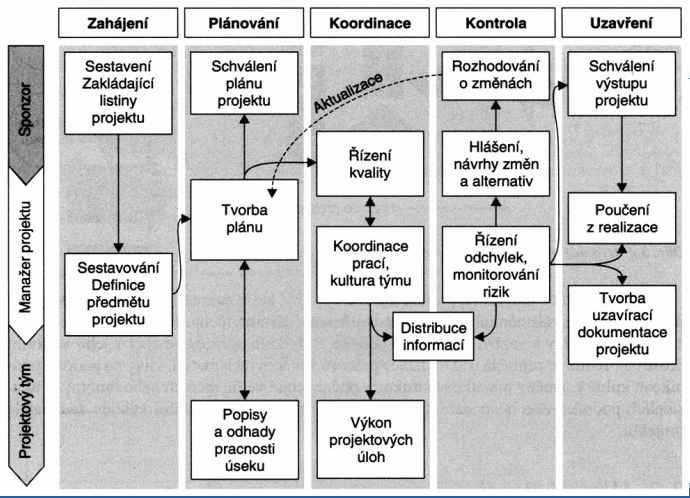 Zahájení
Plánování
Koordinace
Kontrola
Uzavření
Sponzor
Manažer projektu
Projektový tým
Sestavení
Zakládající
listiny
projektu
Sestavování
Definice
předmětu
projektu
Schválení
plánu
projektu
Tvorba
plánu
Popisy
a odhady
pracnosti
úseku
Aktualizace
Řízení
kvality
Koordinace
prací,
kultura týmu
Výkon
projektových
úloh
Rozhodování
o změnách
Hlášení,
návrhy změn
a alternativ
Řízení
odchylek,
monitorování
rizik
Distribuce
informací
Schválení
výstupu
projektu
Poučení
z realizace
Tvorba
uzavírací
dokumentace
projektu